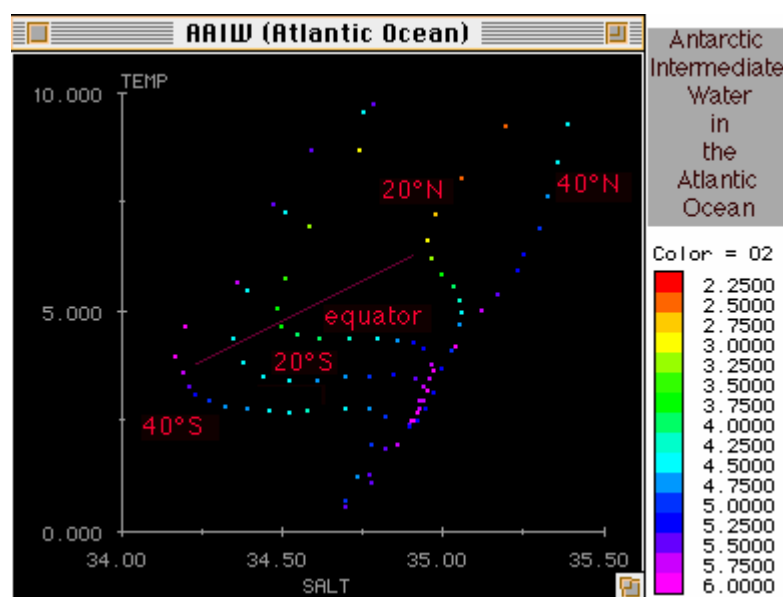 AAIW (Atlantic Ocean)
Antarctic
Intermediate
Water
in
the
Atlantic
Ocean
TEMP
10.000
5.000
0.000
20°N
40°N
equator
20°S
40°S
34.00
34.50
35.00
35.50
SALT
Color = O2
2.2500
2.5000
2.7500
3.0000
3.2500
3.5000
3.7500
4.0000
4.2500
4.5000
4.7500
5.0000
5.2500
5.5000
5.7500
6.0000